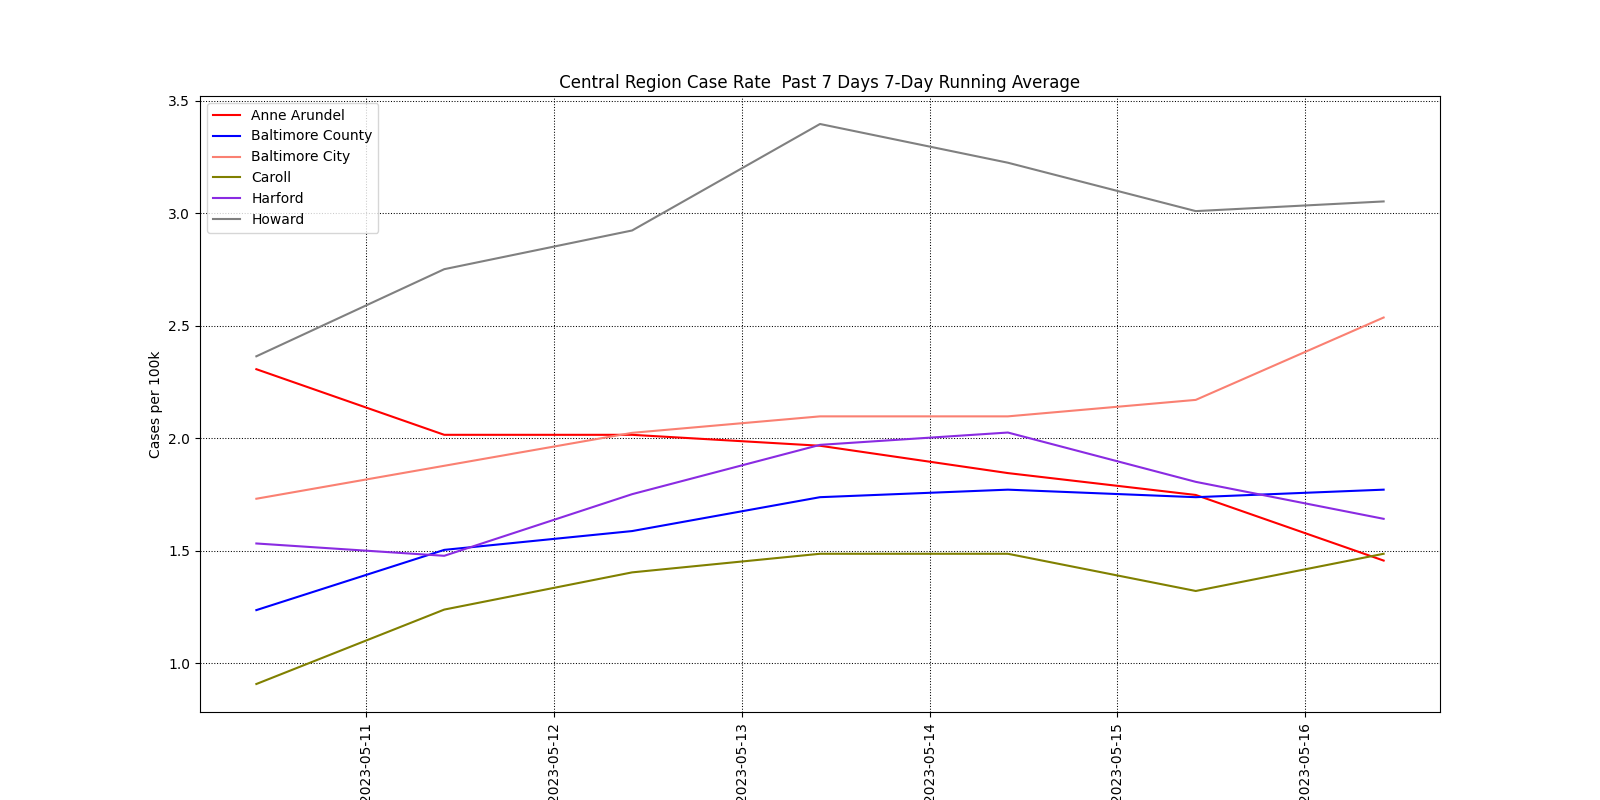 Central Region Case Rate  Past 7 Days 7-Day Running Average
3.5
3.0
2.5
2.0
1.5
1.0
Cases per 100k
Anne Arundel
Baltimore County
Baltimore City
Caroll
Harford
Howard
2023-05-11
2023-05-12
2023-05-13
2023-05-14
2023-05-15
2023-05-16